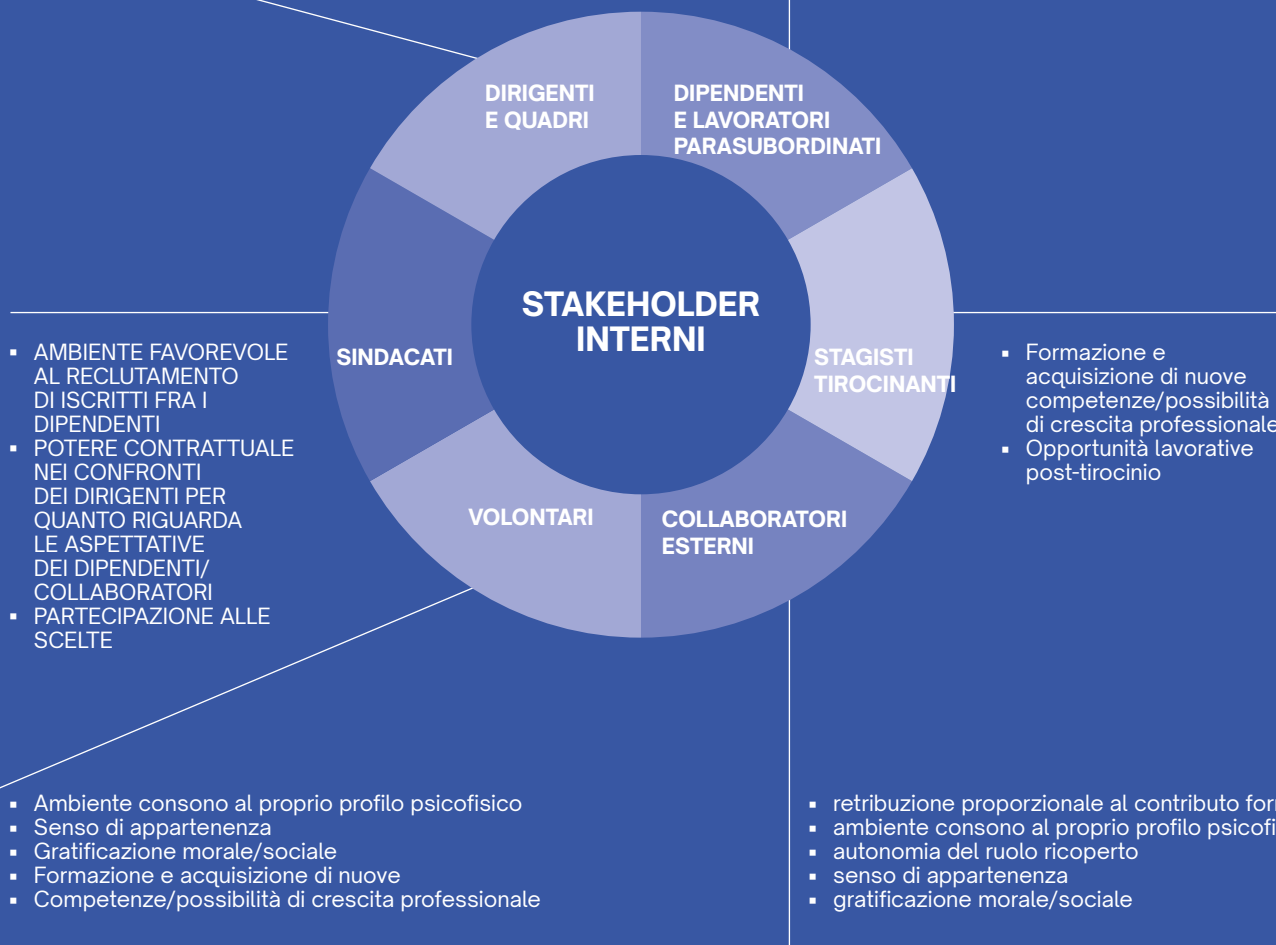 DIRIGENTI
E QUADRI
DIPENDENTI
E LAVORATORI
PARASUBORDINATI
STAKEHOLDER
INTERNI
SINDACATI
STAGISTI
TIROCINANTI
VOLONTARI
COLLABORATORI
ESTERNI
▪ AMBIENTE FAVOREVOLE
AL RECLUTAMENTO
DI ISCRITTI FRA I
DIPENDENTI
▪ POTERE CONTRATTUALE
NEI CONFRONTI
DEI DIRIGENTI PER
QUANTO RIGUARDA
LE ASPETTATIVE
DEI DIPENDENTI/
COLLABORATORI
▪ PARTECIPAZIONE ALLE
SCELTE
▪ Formazione e
acquisizione di nuove
competenze/possibilità
di crescita professionale
▪ Opportunità lavorative
post-tirocinio
▪ Ambiente consono al proprio profilo psicofisico
▪ Senso di appartenenza
▪ Gratificazione morale/sociale
▪ Formazione e acquisizione di nuove
▪ Competenze/possibilità di crescita professionale
▪ retribuzione proporzionale al contributo
▪ ambiente consono al proprio profilo
▪ autonomia del ruolo ricoperto
▪ senso di appartenenza
▪ gratificazione morale/sociale